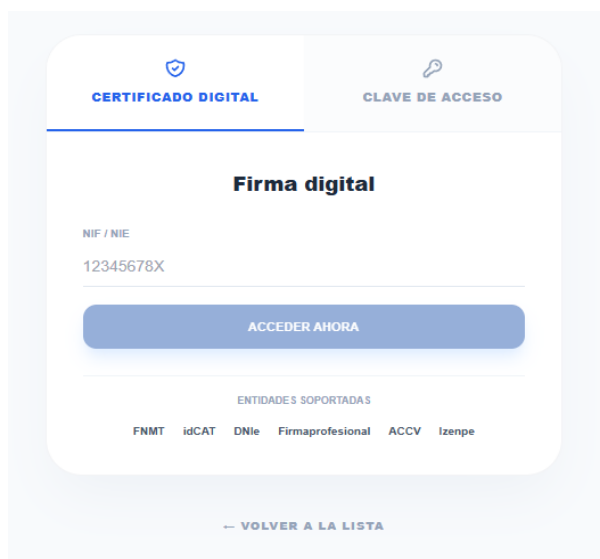 CERTIFICADO DIGITAL
CLAVE DE ACCESO
Firma digital
NIF / NIE
12345678X
ACCEDER AHORA
ENTIDADES SOPORTADAS
FNMT idCAT DNIe Firmaprofesional ACCV Izenpe
← VOLVER A LA LISTA